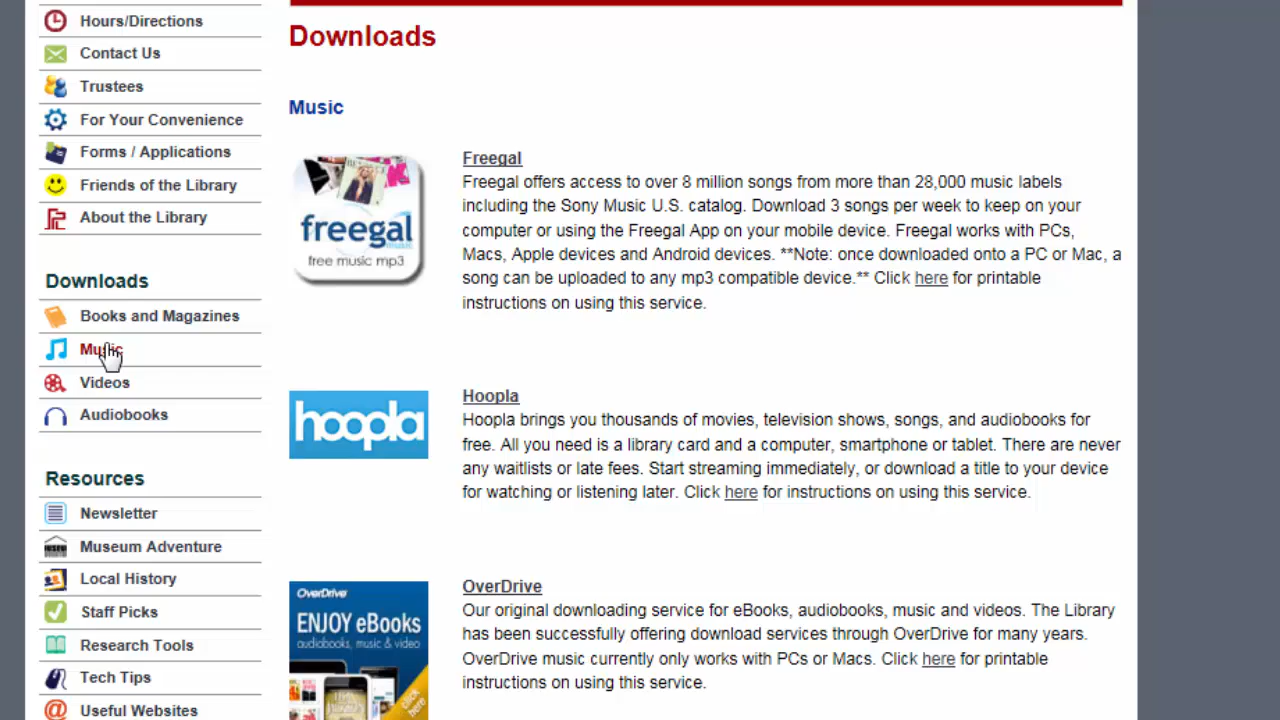 Hours/Directions
Contact Us
Trustees
For Your Convenience
Forms / Applications
Friends of the Library
About the Library
Downloads
Books and Magazines
Music
Videos
Audiobooks
Resources
Newsletter
Museum Adventure
Local History
Staff Picks
Research Tools
Tech Tips
Useful Websites
Downloads
Music
freegal
music
free music mp3
Freegal
Freegal offers access to over 8 million songs from more than 28,000 music labels
including the Sony Music U.S. catalog. Download 3 songs per week to keep on your
computer or using the Freegal App on your mobile device. Freegal works with PCs,
Macs, Apple devices and Android devices. **Note: once downloaded onto a PC or Mac, a
song can be uploaded to any mp3 compatible device.** Click here for printable
instructions on using this service.
hoopla
Hoopla
Hoopla brings you thousands of movies, television shows, songs, and audiobooks for
free. All you need is a library card and a computer, smartphone or tablet. There are never
any waitlists or late fees. Start streaming immediately, or download a title to your device
for watching or listening later. Click here for instructions on using this service.
OverDrive
ENJOY eBooks
audiobooks, music & video
click here
OverDrive
Our original downloading service for eBooks, audiobooks, music and videos. The Library
has been successfully offering download services through OverDrive for many years.
OverDrive music currently only works with PCs or Macs. Click here for printable
instructions on using this service.